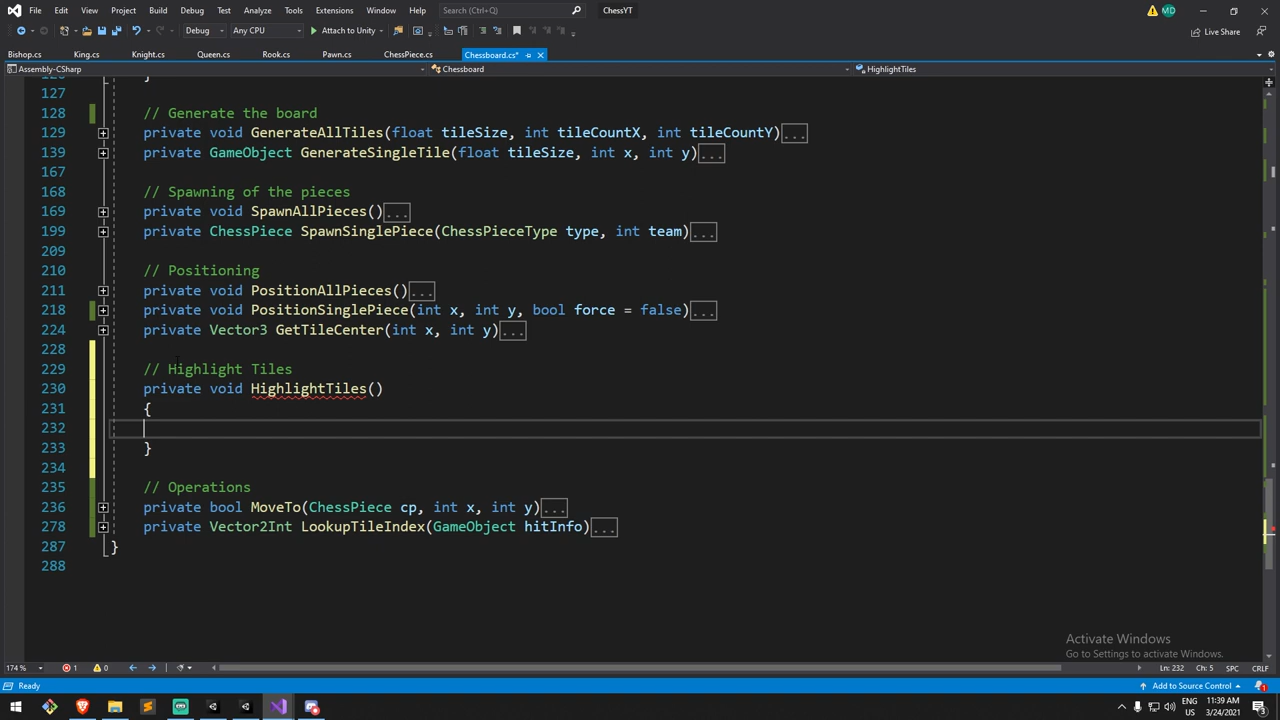 File Edit View Project Build Debug Test Analyze Tools Extensions Window Help Search (Ctrl+Q) ChessYT MD
Debug Any CPU Attach to Unity Live Share
Bishop.cs King.cs Knight.cs Queen.cs Rook.cs Pawn.cs ChessPiece.cs Chessboard.cs*
Assembly-CSharp Chessboard HighlightTiles
126 }
127
128 // Generate the board
129 private void GenerateAllTiles(float tileSize, int tileCountX, int tileCountY)...
139 private GameObject GenerateSingleTile(float tileSize, int x, int y)...
167
168 // Spawning of the pieces
169 private void SpawnAllPieces()...
199 private ChessPiece SpawnSinglePiece(ChessPieceType type, int team)...
209
210 // Positioning
211 private void PositionAllPieces()...
218 private void PositionSinglePiece(int x, int y, bool force = false)...
224 private Vector3 GetTileCenter(int x, int y)...
228
229 // Highlight Tiles
230 private void HighlightTiles()
231 {
232
233 }
234
235 // Operations
236 private bool MoveTo(ChessPiece cp, int x, int y)...
278 private Vector2Int LookupTileIndex(GameObject hitInfo)...
287 }
288
Activate Windows
Go to Settings to activate Windows.
174 % 1 0 Ln: 232 Ch: 5 SPC CRLF
Ready Add to Source Control 1
ENG 11:39 AM
US 3/24/2021 3